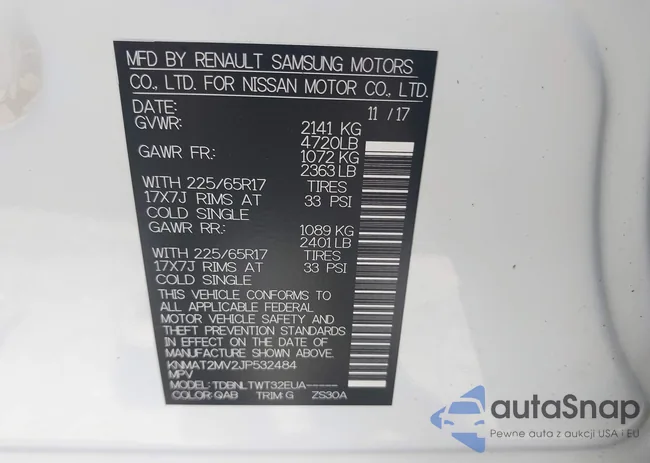 MFD BY RENAULT SAMSUNG MOTORS
CO., LTD. FOR NISSAN MOTOR CO., LTD.
DATE: 11 / 17
GVWR: 2141 KG
4720LB
GAWR FR: 1072 KG
2363 LB
WITH 225/65R17 TIRES
17X7J RIMS AT 33 PSI
COLD SINGLE
GAWR RR: 1089 KG
2401 LB
WITH 225/65R17 TIRES
17X7J RIMS AT 33 PSI
COLD SINGLE
THIS VEHICLE CONFORMS TO
ALL APPLICABLE FEDERAL
MOTOR VEHICLE SAFETY AND
THEFT PREVENTION STANDARDS
IN EFFECT ON THE DATE OF
MANUFACTURE SHOWN ABOVE.
KNMAT2MV2JP532484
MPV
MODEL: TDBNLTWT32EUA------
COLOR: QAB TRIM: G ZS30A
autaSnap
Pewne auta z aukcji USA i EU